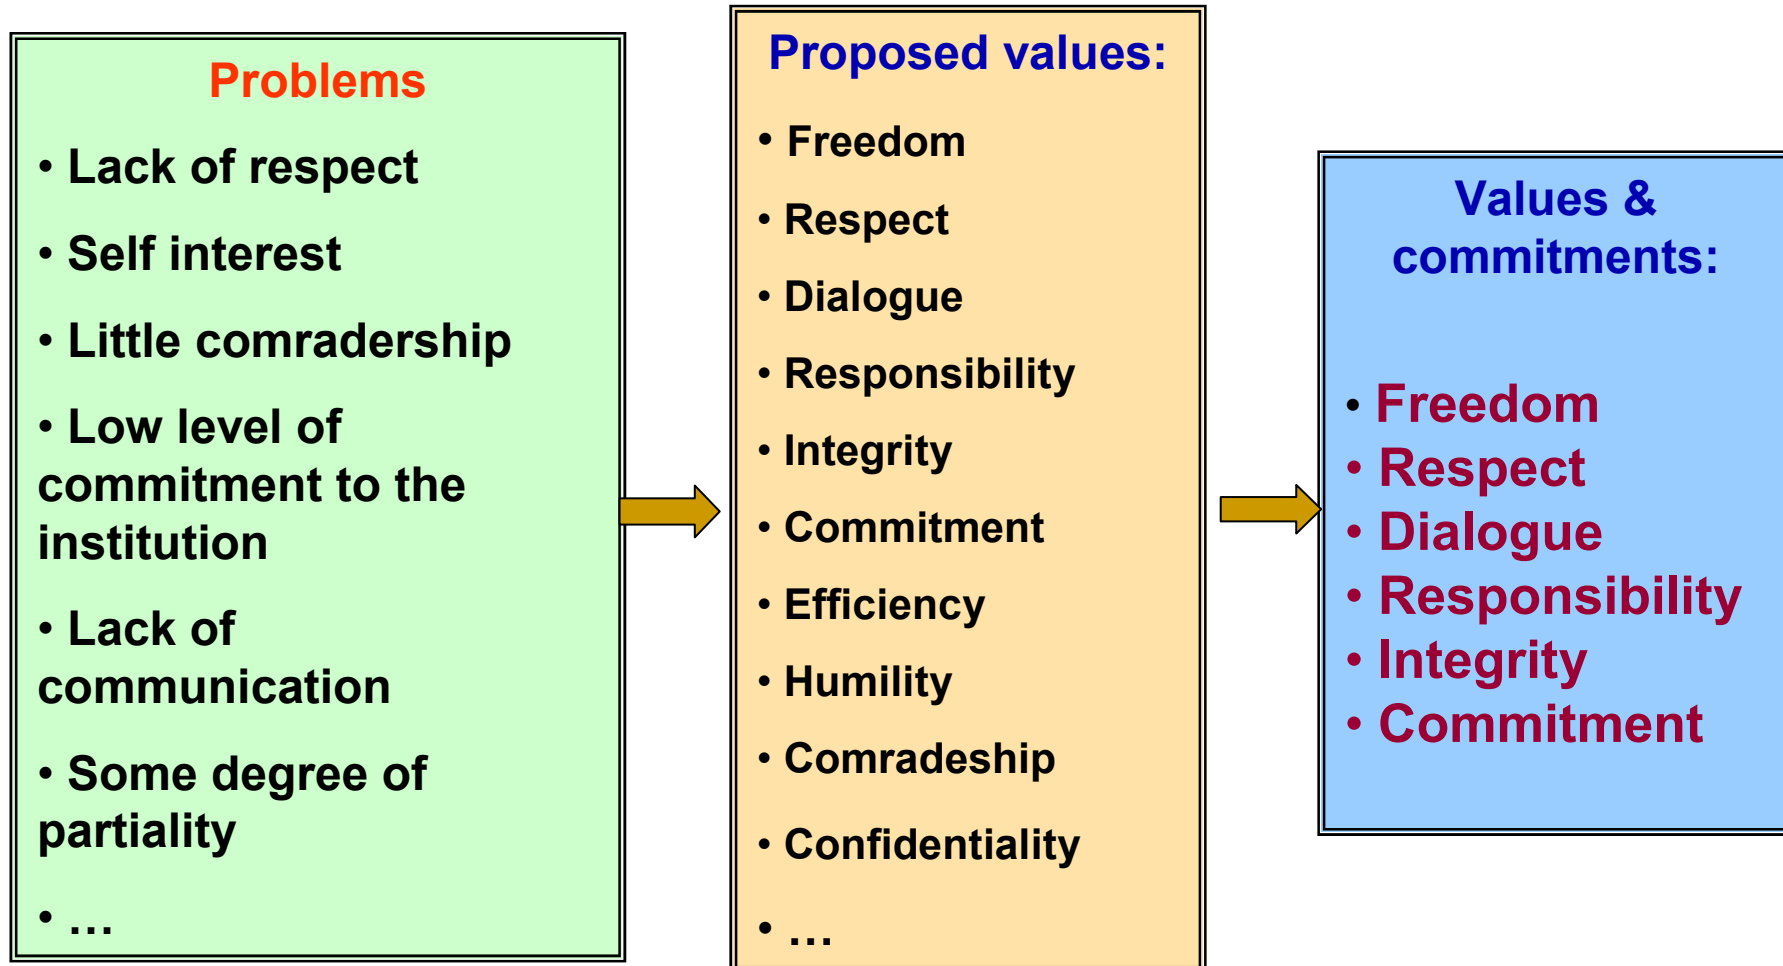 Problems
• Lack of respect
• Self interest
• Little comradership
• Low level of
commitment to the
institution
• Lack of
communication
• Some degree of
partiality
• …
Proposed values:
• Freedom
• Respect
• Dialogue
• Responsibility
• Integrity
• Commitment
• Efficiency
• Humility
• Comradeship
• Confidentiality
• …
Values &
commitments:
• Freedom
• Respect
• Dialogue
• Responsibility
• Integrity
• Commitment